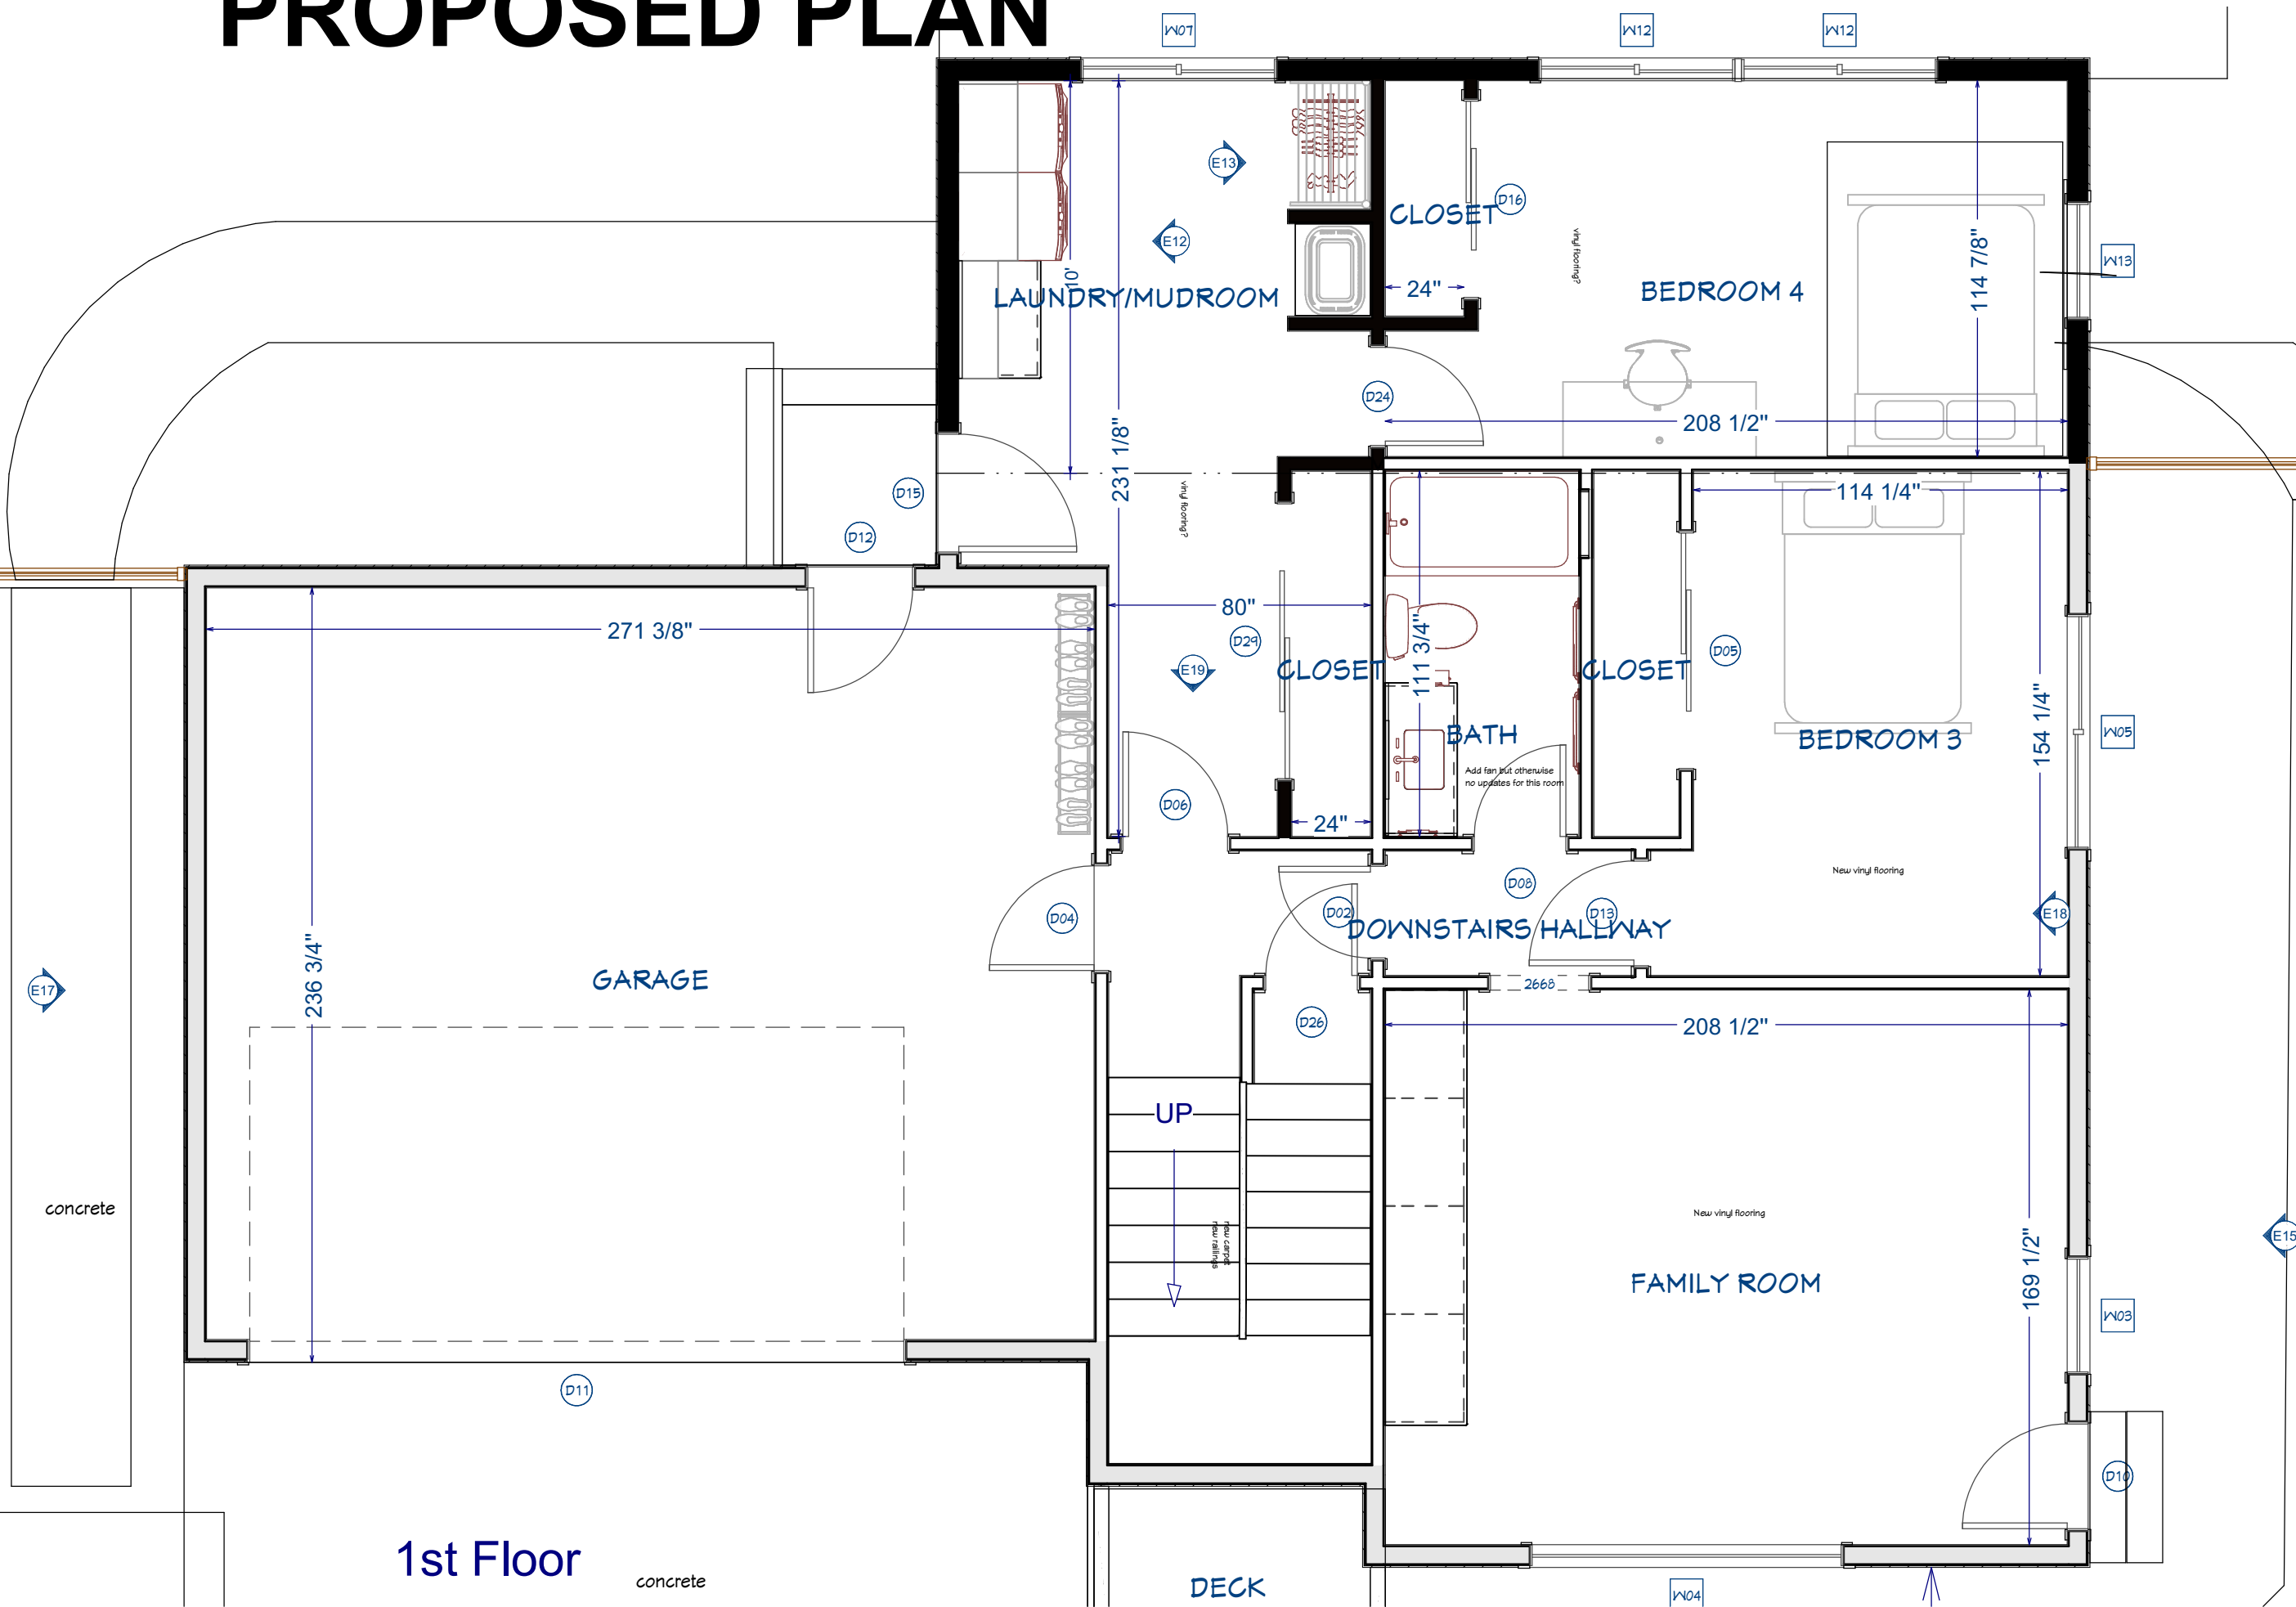 PROPOSED PLAN
W07
W12
W12
E13
D16
CLOSET
vinyl flooring?
E12
W13
114 7/8"
10'
LAUNDRY/MUDROOM
24"
BEDROOM 4
D24
208 1/2"
231 1/8"
D15
vinyl flooring?
114 1/4"
D12
80"
271 3/8"
D29
111 3/4"
D05
E19
CLOSET
CLOSET
BATH
BEDROOM 3
154 1/4"
W05
Add fan but otherwise
no updates for this room
D06
24"
New vinyl flooring
D08
D04
D02
D13
E18
DOWNSTAIRS HALLWAY
236 3/4"
GARAGE
E17
2668
D26
208 1/2"
UP
concrete
new carpet
new railings
New vinyl flooring
E15
169 1/2"
FAMILY ROOM
W03
D11
D10
1st Floor
concrete
DECK
W04